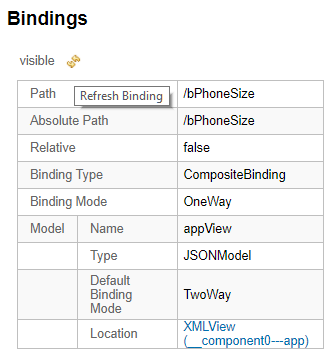 Bindings
visible
Path Refresh Binding /bPhoneSize
Absolute Path /bPhoneSize
Relative false
Binding Type CompositeBinding
Binding Mode OneWay
Model Name appView
Type JSONModel
Default
Binding TwoWay
Mode
Location XMLView
(__component0---app)